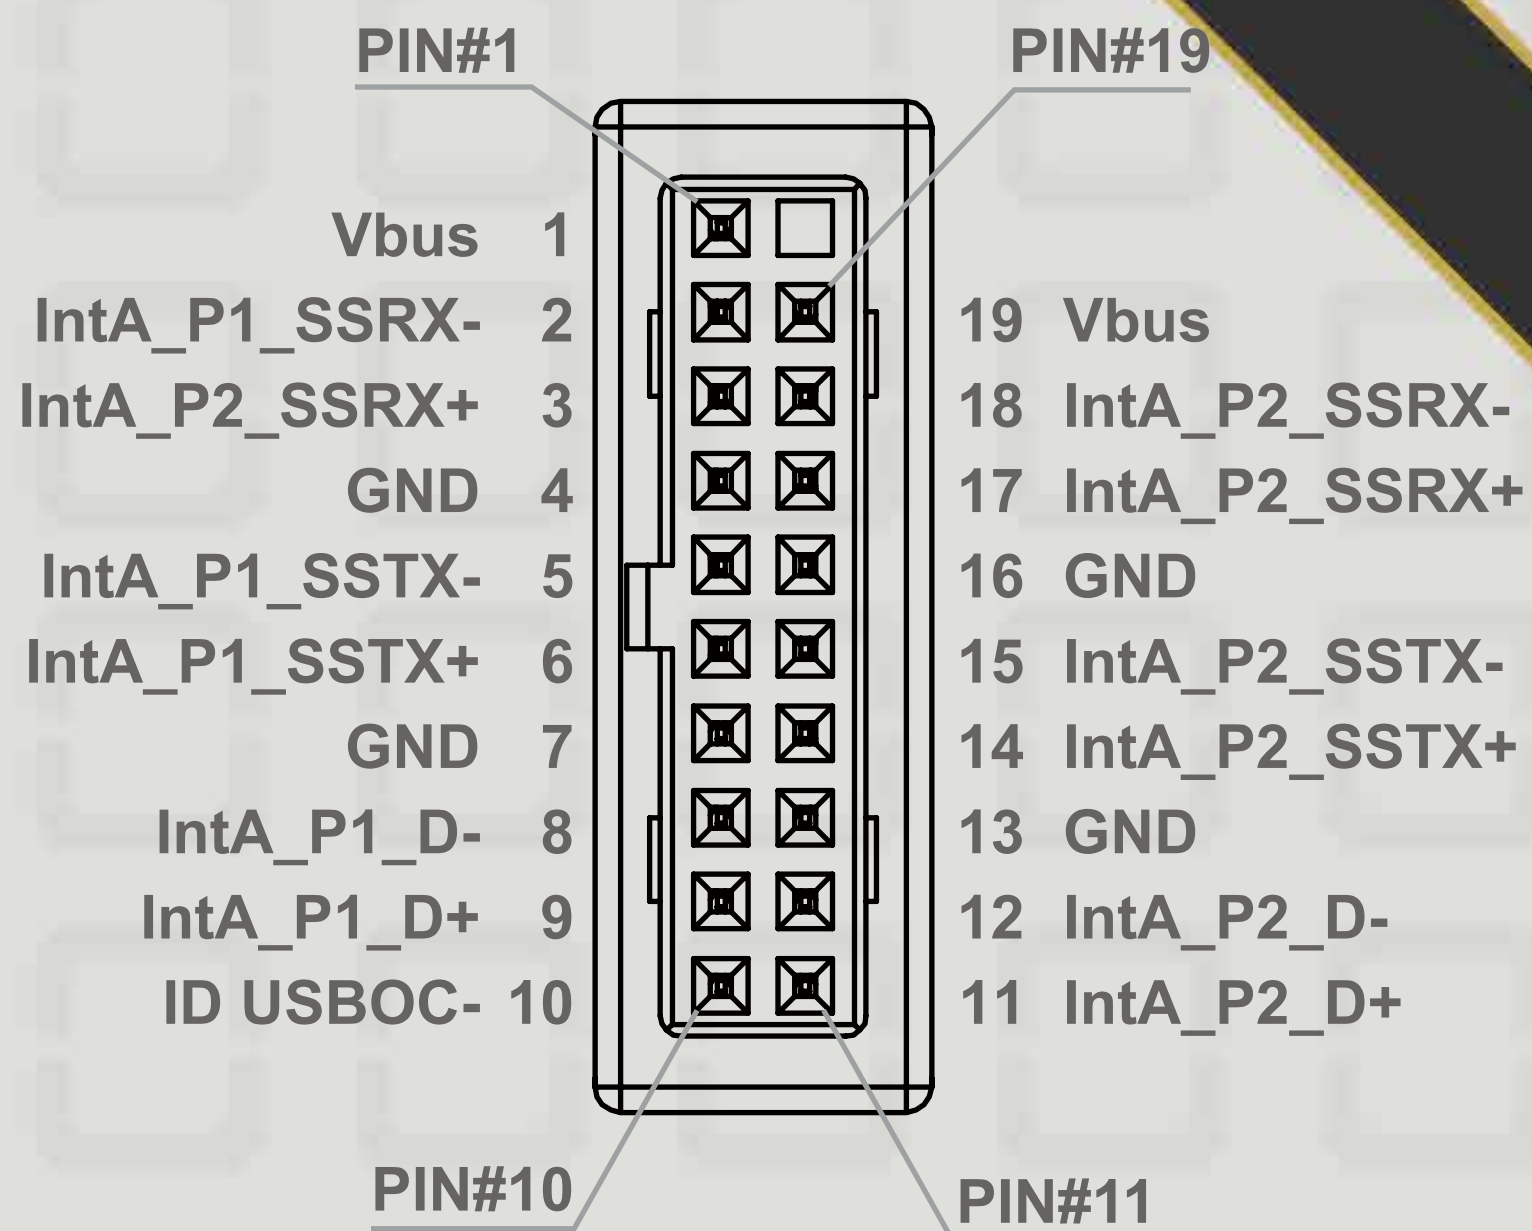 PIN#1
PIN#19
Vbus 1
IntA_P1_SSRX- 2
19 Vbus
IntA_P2_SSRX+ 3
18 IntA_P2_SSRX-
GND 4
17 IntA_P2_SSRX+
IntA_P1_SSTX- 5
16 GND
IntA_P1_SSTX+ 6
15 IntA_P2_SSTX-
GND 7
14 IntA_P2_SSTX+
IntA_P1_D- 8
13 GND
IntA_P1_D+ 9
12 IntA_P2_D-
ID USBOC- 10
11 IntA_P2_D+
PIN#10
PIN#11